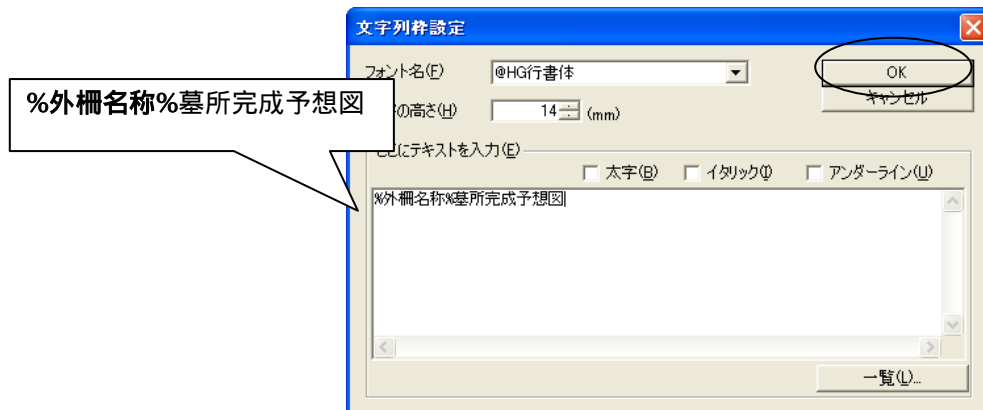 文字列枠設定
フォント名(F)
@HG行書体
OK
キャンセル
%外柵名称%墓所完成予想図
の高さ(H)
14
(mm)
ここにテキストを入力(E)
太字(B)
イタリック(I)
アンダーライン(U)
%外柵名称%墓所完成予想図
一覧(L)...